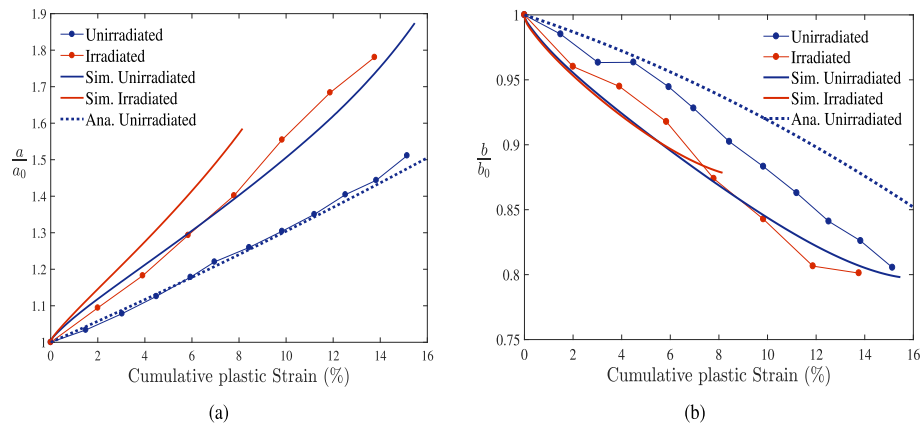 1.9
1.8
1.7
1.6
1.5
1.4
1.3
1.2
1.1
1
a
a0
Unirradiated
Irradiated
Sim. Unirradiated
Sim. Irradiated
Ana. Unirradiated
0 2 4 6 8 10 12 14 16
Cumulative plastic Strain (%)
(a)
1
0.95
0.9
0.85
0.8
0.75
b
b0
Unirradiated
Irradiated
Sim. Unirradiated
Sim. Irradiated
Ana. Unirradiated
0 2 4 6 8 10 12 14 16
Cumulative plastic Strain (%)
(b)